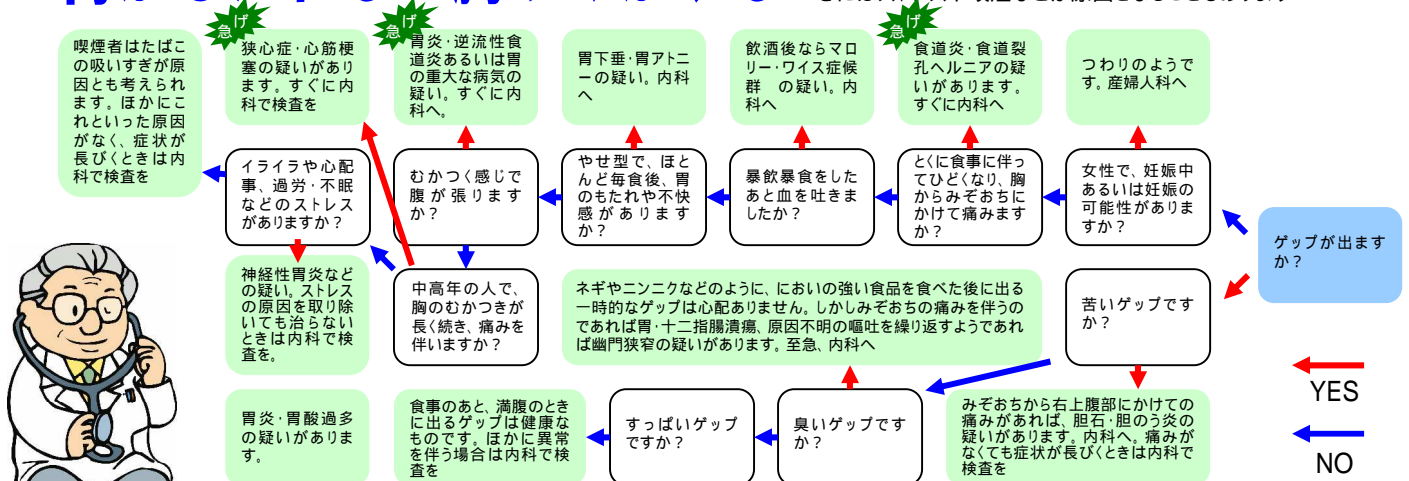 げ
急
げ
急
げ
急
喫煙者はたばこ
の吸いすぎが原
因とも考えられ
ます。ほかにこ
れといった原因
がなく、症状が
長びくときは内
科で検査を
狭心症・心筋梗
塞の疑いがあり
ます。すぐに内
科で検査を
胃炎・逆流性食
道炎あるいは胃
の重大な病気の
疑い。すぐに内
科へ。
胃下垂・胃アトニ
ーの疑い。内科
へ
飲酒後ならマロ
リー・ワイス症候
群 の疑い。内
科へ
食道炎・食道裂
孔ヘルニアの疑
いがあります。
すぐに内科へ
つわりのようで
す。産婦人科へ
イライラや心配
事、過労・不眠
などのストレス
がありますか？
むかつく感じで
腹が張ります
か？
やせ型で、ほと
んど毎食後、胃
のもたれや不快
感があります
か？
暴飲暴食をした
あと血を吐きま
したか？
とくに食事に伴っ
てひどくなり、胸
からみぞおちに
かけて痛みます
か？
女性で、妊娠中
あるいは妊娠の
可能性がありま
すか？
ゲップが出ます
か？
神経性胃炎など
の疑い。ストレス
の原因を取り除
いても治らない
ときは内科で検
査を。
中高年の人で、
胸のむかつきが
長く続き、痛みを
伴いますか？
ネギやニンニクなどのように、においの強い食品を食べた後に出る
一時的なゲップは心配ありません。しかしみぞおちの痛みを伴うの
であれば胃・十二指腸潰瘍、原因不明の嘔吐を繰り返すようであれ
ば幽門狭窄の疑いがあります。至急、内科へ
苦いゲップです
か？
YES
NO
胃炎・胃酸過多
の疑いがありま
す。
食事のあと、満腹のとき
に出るゲップは健康な
ものです。ほかに異常
を伴う場合は内科で検
査を
すっぱいゲップ
ですか？
臭いゲップです
か？
みぞおちから右上腹部にかけての
痛みがあれば、胆石・胆のう炎の
疑いがあります。内科へ。痛みが
なくても症状が長びくときは内科で
検査を